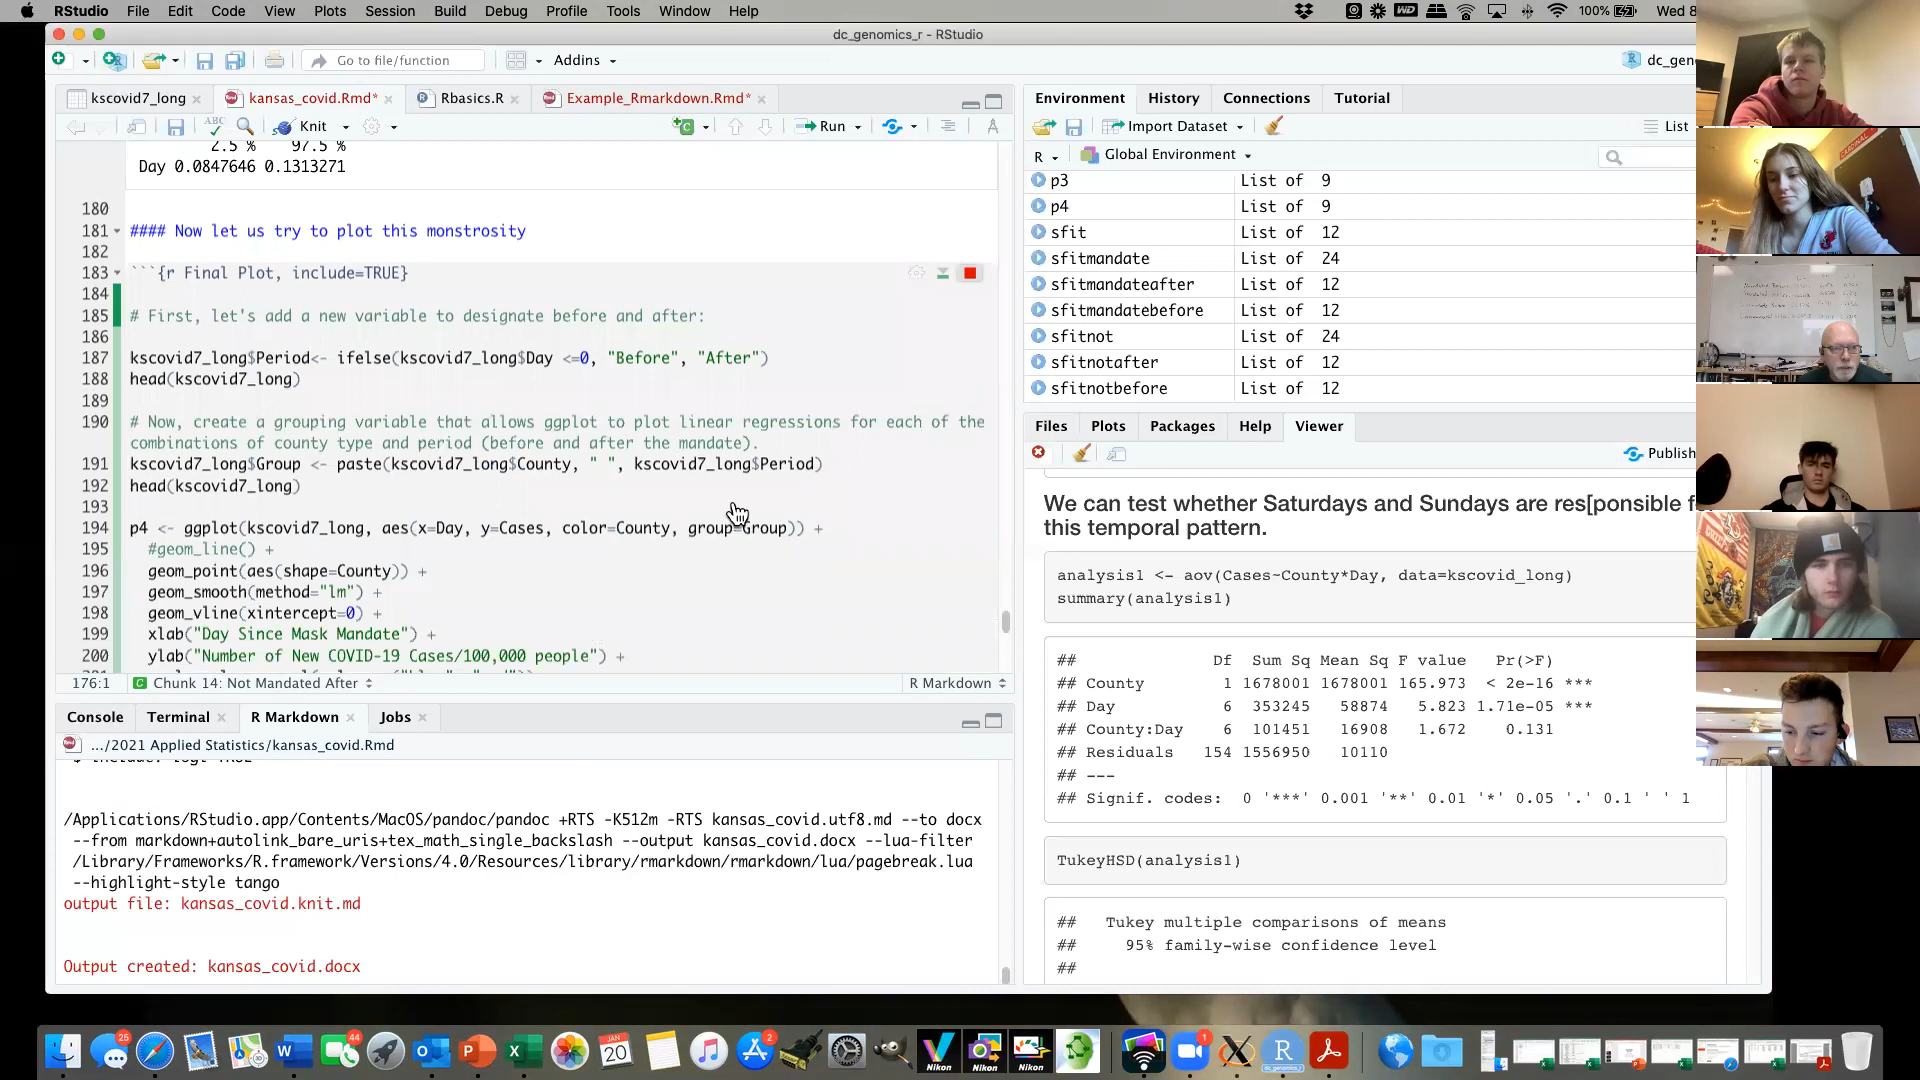 RStudio File Edit Code View Plots Session Build Debug Profile Tools Window Help 100% Wed 8
dc_genomics_r - RStudio
Go to file/function Addins dc_gen
kscovid7_long kansas_covid.Rmd* Rbasics.R Example_Rmarkdown.Rmd*
ABC Knit Run
2.5 % 97.5 %
Day 0.0847646 0.1313271
180
181 #### Now let us try to plot this monstrosity
182
183 ```{r Final Plot, include=TRUE}
184
185 # First, let's add a new variable to designate before and after:
186
187 kscovid7_long$Period<- ifelse(kscovid7_long$Day <=0, "Before", "After")
188 head(kscovid7_long)
189
190 # Now, create a grouping variable that allows ggplot to plot linear regressions for each of the
combinations of county type and period (before and after the mandate).
191 kscovid7_long$Group <- paste(kscovid7_long$County, " ", kscovid7_long$Period)
192 head(kscovid7_long)
193
194 p4 <- ggplot(kscovid7_long, aes(x=Day, y=Cases, color=County, group=Group)) +
195 #geom_line() +
196 geom_point(aes(shape=County)) +
197 geom_smooth(method="lm") +
198 geom_vline(xintercept=0) +
199 xlab("Day Since Mask Mandate") +
200 ylab("Number of New COVID-19 Cases/100,000 people") +
176:1 Chunk 14: Not Mandated After R Markdown
Console Terminal R Markdown Jobs
.../2021 Applied Statistics/kansas_covid.Rmd
$ include: logi TRUE
/Applications/RStudio.app/Contents/MacOS/pandoc/pandoc +RTS -K512m -RTS kansas_covid.utf8.md --to docx
--from markdown+autolink_bare_uris+tex_math_single_backslash --output kansas_covid.docx --lua-filter
/Library/Frameworks/R.framework/Versions/4.0/Resources/library/rmarkdown/rmarkdown/lua/pagebreak.lua
--highlight-style tango
output file: kansas_covid.knit.md
Output created: kansas_covid.docx
Environment History Connections Tutorial
Import Dataset List
R Global Environment
p3 List of 9
p4 List of 9
sfit List of 12
sfitmandate List of 24
sfitmandateafter List of 12
sfitmandatebefore List of 12
sfitnot List of 24
sfitnotafter List of 12
sfitnotbefore List of 12
Files Plots Packages Help Viewer
Publish
We can test whether Saturdays and Sundays are res[ponsible f
this temporal pattern.
analysis1 <- aov(Cases~County*Day, data=kscovid_long)
summary(analysis1)
## Df Sum Sq Mean Sq F value Pr(>F)
## County 1 1678001 1678001 165.973 < 2e-16 ***
## Day 6 353245 58874 5.823 1.71e-05 ***
## County:Day 6 101451 16908 1.672 0.131
## Residuals 154 1556950 10110
## ---
## Signif. codes: 0 '***' 0.001 '**' 0.01 '*' 0.05 '.' 0.1 ' ' 1
TukeyHSD(analysis1)
## Tukey multiple comparisons of means
## 95% family-wise confidence level
##
25 44 JAN 20 2 1
Nikon Nikon Nikon
dc_genomics_r